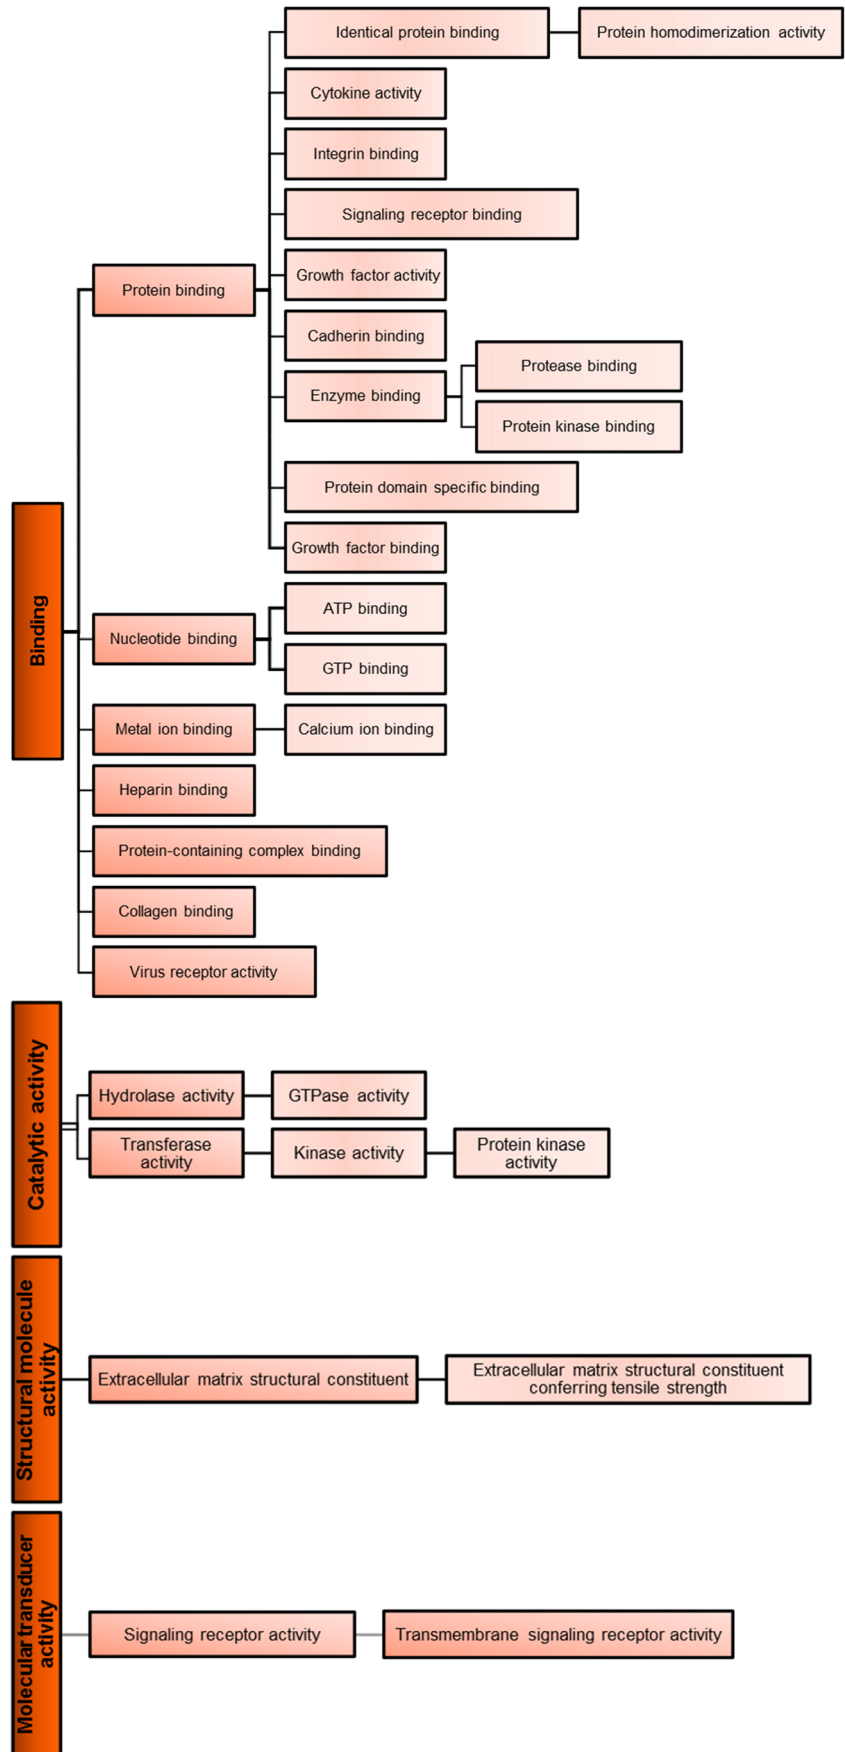 Binding
Protein binding
Identical protein binding
Protein homodimerization activity
Cytokine activity
Integrin binding
Signaling receptor binding
Growth factor activity
Cadherin binding
Enzyme binding
Protease binding
Protein kinase binding
Protein domain specific binding
Growth factor binding
Nucleotide binding
ATP binding
GTP binding
Metal ion binding
Calcium ion binding
Heparin binding
Protein-containing complex binding
Collagen binding
Virus receptor activity
Catalytic activity
Hydrolase activity
GTPase activity
Transferase
activity
Kinase activity
Protein kinase
activity
Structural molecule
activity
Extracellular matrix structural constituent
Extracellular matrix structural constituent
conferring tensile strength
Molecular transducer
activity
Signaling receptor activity
Transmembrane signaling receptor activity